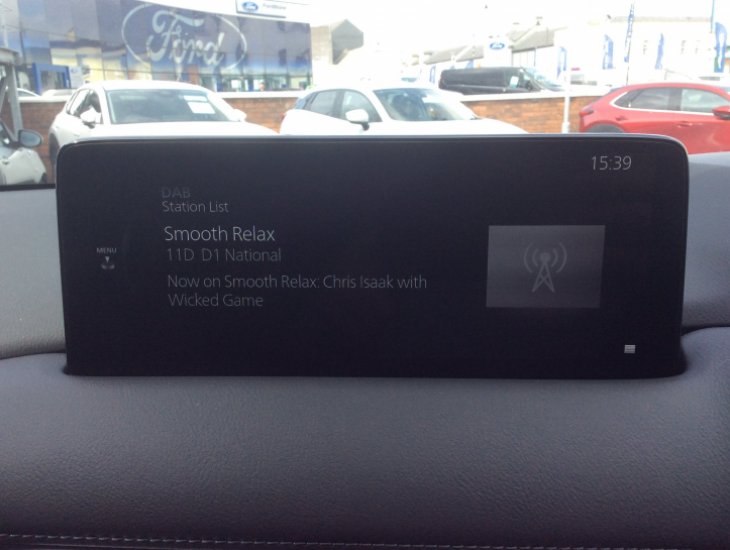 Ford
Ford
15:39
DAB
Station List
Smooth Relax
MENU
11D D1 National
Now on Smooth Relax: Chris Isaak with
Wicked Game